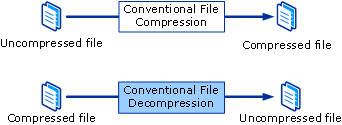 Conventional File
Compression
Uncompressed file
Compressed file
Conventional File
Decompression
Compressed file
Uncompressed file